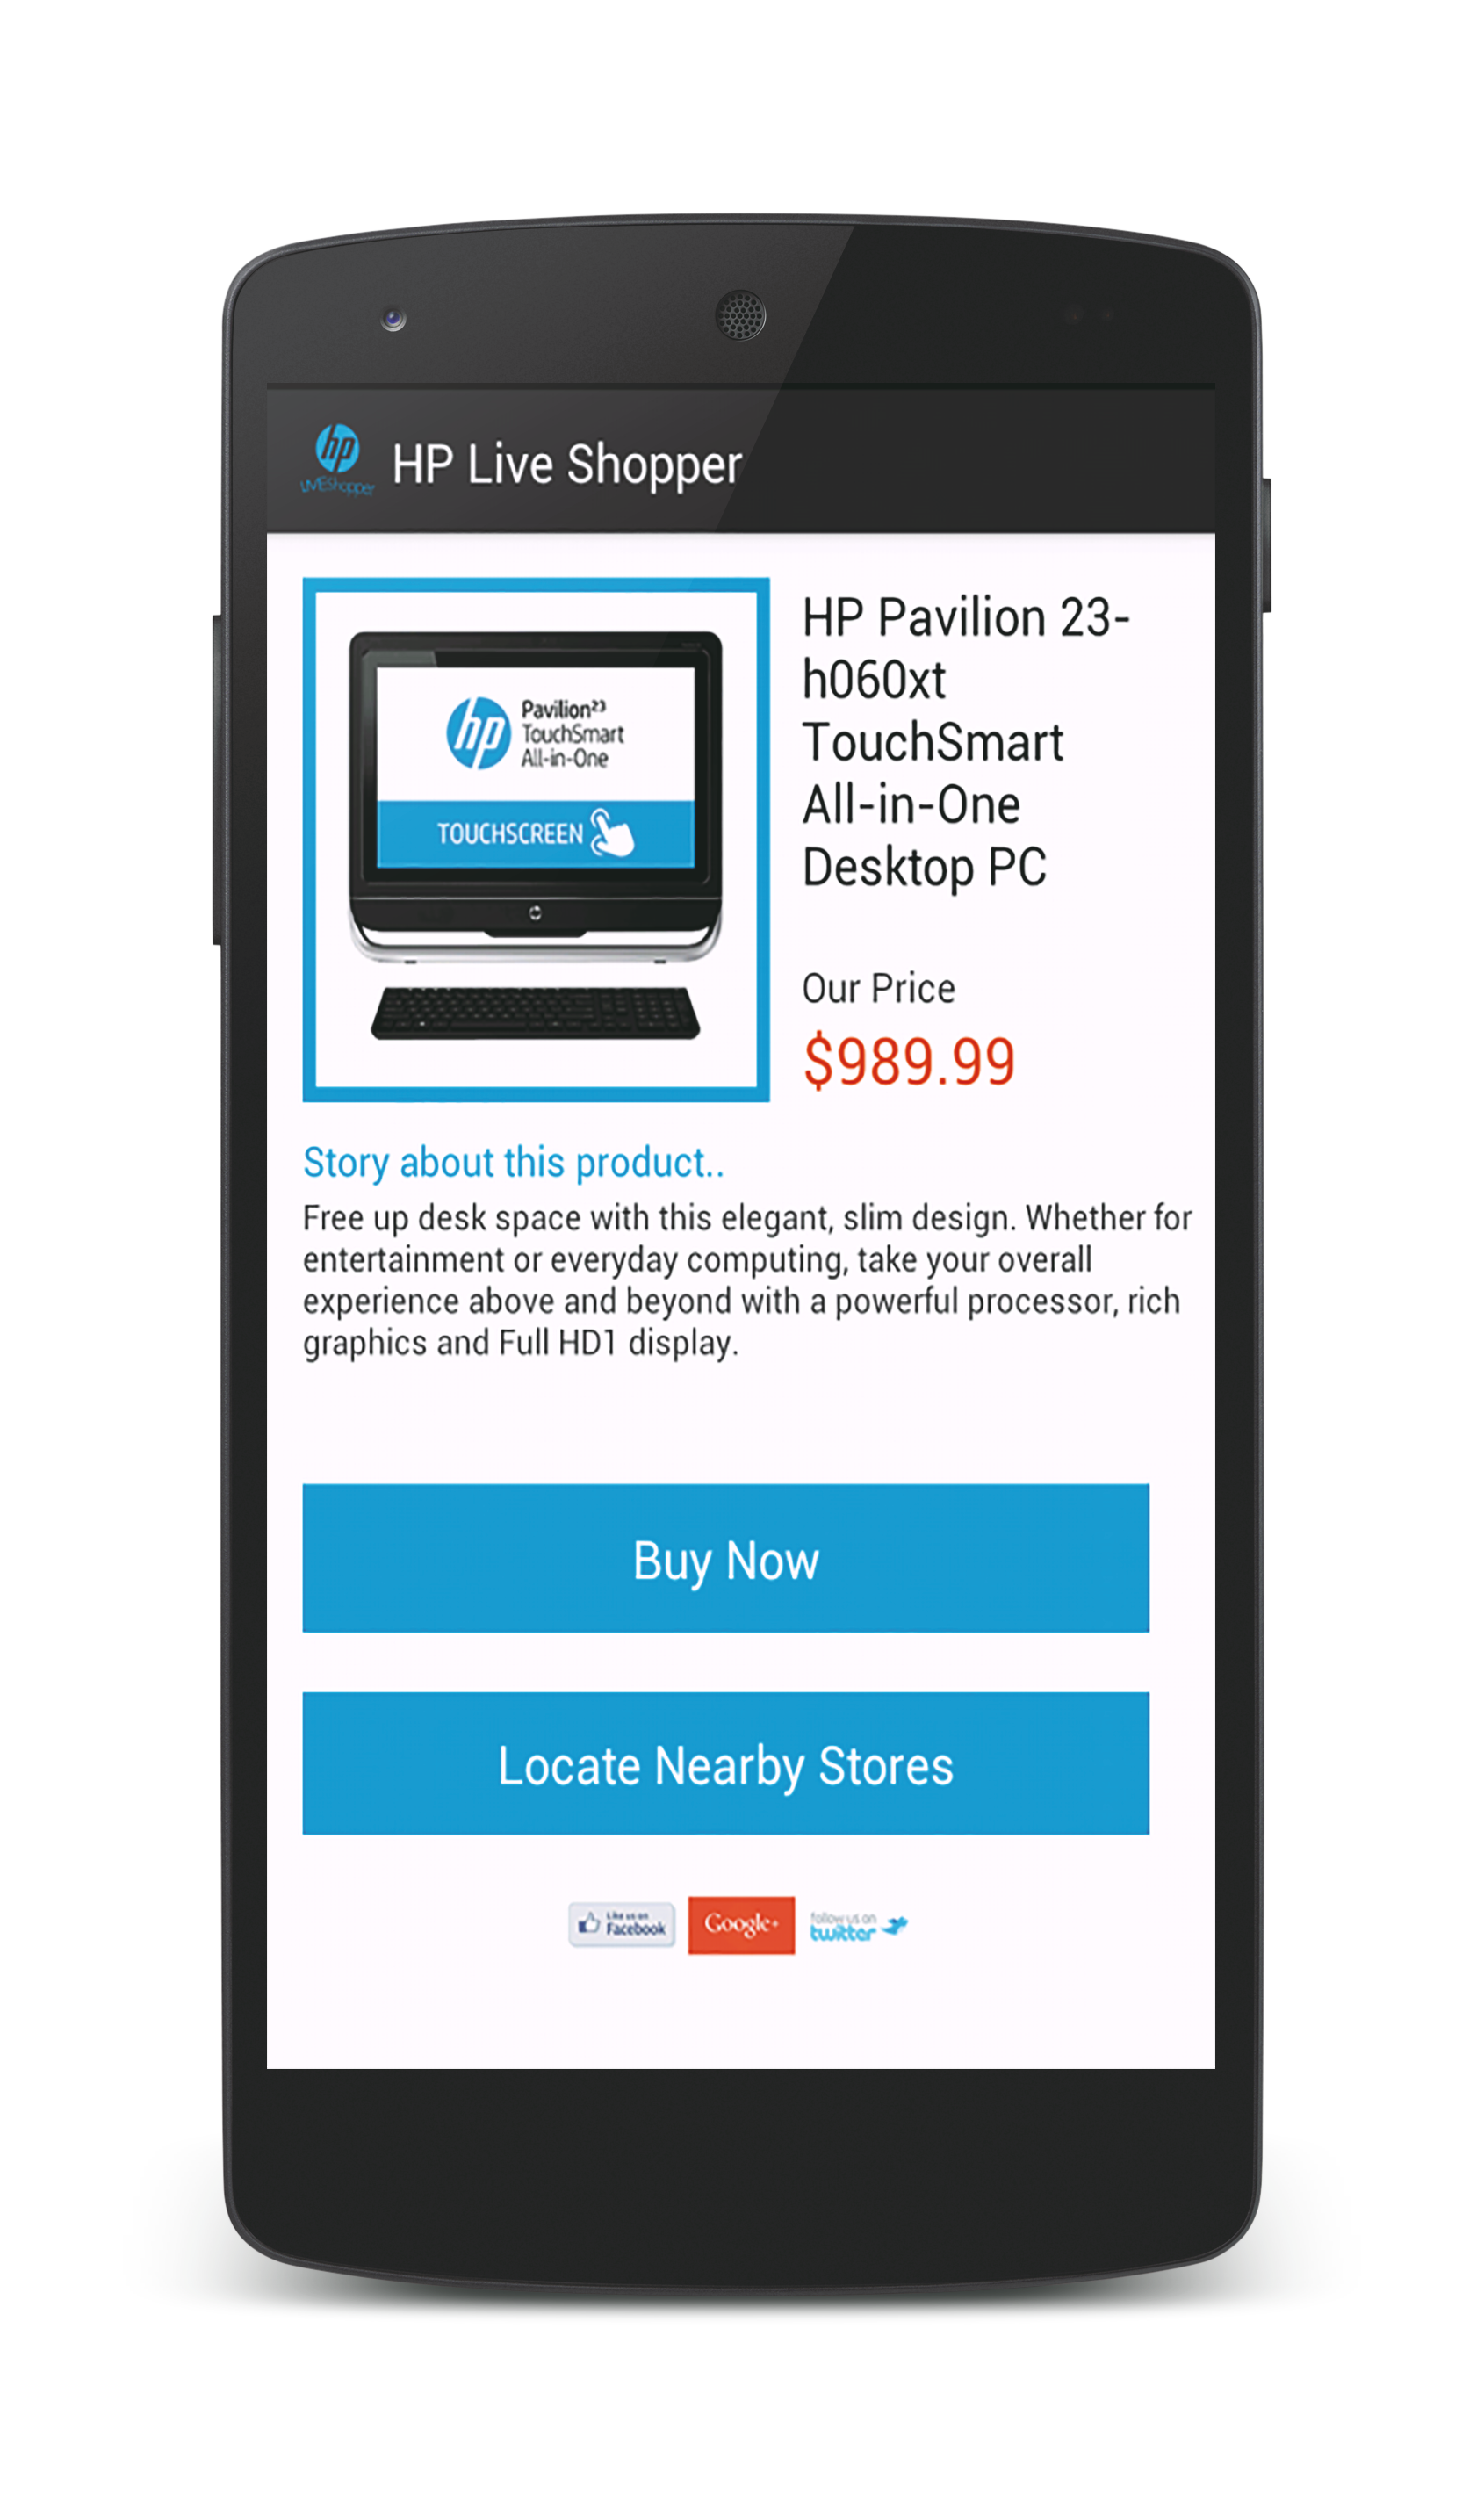 hp
LIVEShopper
HP Live Shopper
hp
Pavilion23
TouchSmart
All-in-One
TOUCHSCREEN
HP Pavilion 23-
h060xt
TouchSmart
All-in-One
Desktop PC
Our Price
$989.99
Story about this product..
Free up desk space with this elegant, slim design. Whether for
entertainment or everyday computing, take your overall
experience above and beyond with a powerful processor, rich
graphics and Full HD1 display.
Buy Now
Locate Nearby Stores
Like us on
Facebook
Google+
follow us on
twitter